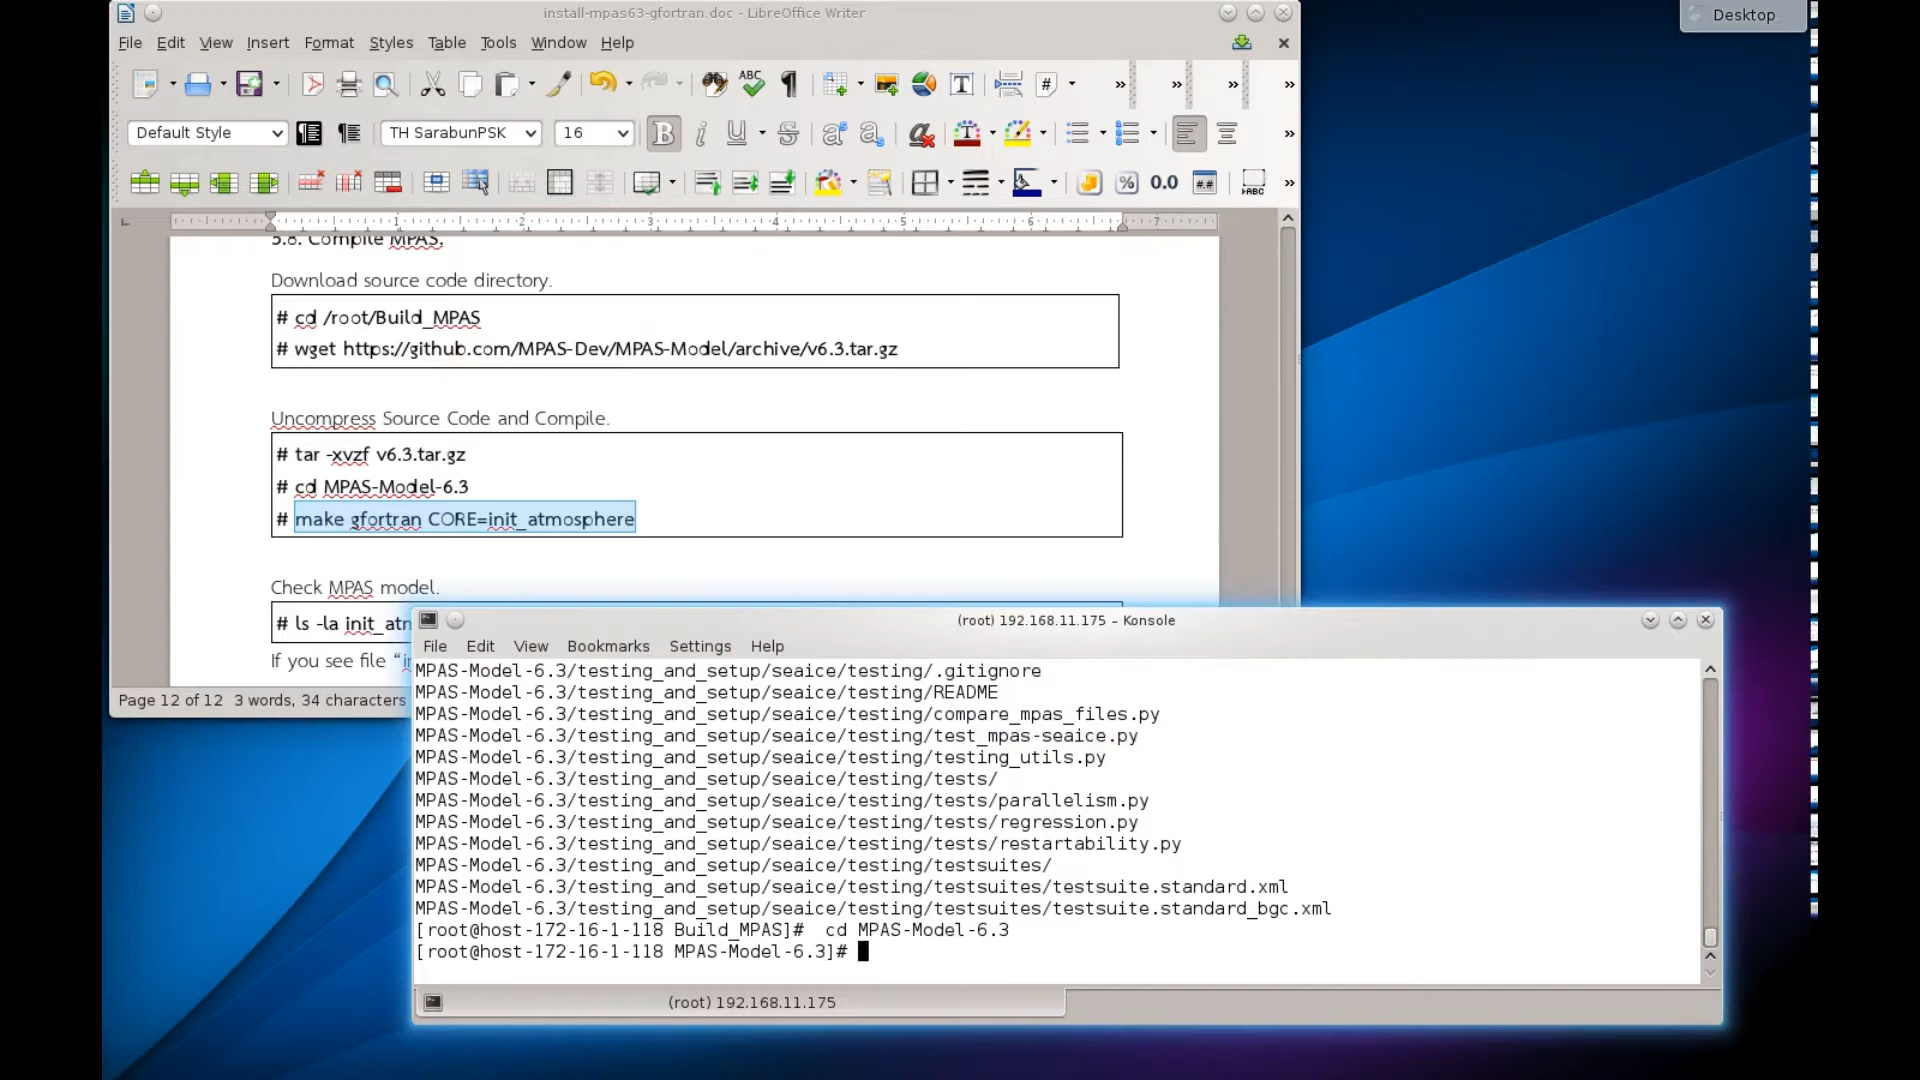 install-mpas63-gfortran.doc - LibreOffice Writer
Desktop
File Edit View Insert Format Styles Table Tools Window Help
ABC
T
#
Default Style
TH SarabunPSK
16
B i U S
% 0.0 #.# ABC
1 2 3 4 5 6 7
5.8. Compile MPAS.
Download source code directory.
# cd /root/Build_MPAS
# wget https://github.com/MPAS-Dev/MPAS-Model/archive/v6.3.tar.gz
Uncompress Source Code and Compile.
# tar -xvzf v6.3.tar.gz
# cd MPAS-Model-6.3
# make gfortran CORE=init_atmosphere
Check MPAS model.
# ls -la init_atm
If you see file “i
Page 12 of 12 3 words, 34 characters
(root) 192.168.11.175 – Konsole
File Edit View Bookmarks Settings Help
MPAS-Model-6.3/testing_and_setup/seaice/testing/.gitignore
MPAS-Model-6.3/testing_and_setup/seaice/testing/README
MPAS-Model-6.3/testing_and_setup/seaice/testing/compare_mpas_files.py
MPAS-Model-6.3/testing_and_setup/seaice/testing/test_mpas-seaice.py
MPAS-Model-6.3/testing_and_setup/seaice/testing/testing_utils.py
MPAS-Model-6.3/testing_and_setup/seaice/testing/tests/
MPAS-Model-6.3/testing_and_setup/seaice/testing/tests/parallelism.py
MPAS-Model-6.3/testing_and_setup/seaice/testing/tests/regression.py
MPAS-Model-6.3/testing_and_setup/seaice/testing/tests/restartability.py
MPAS-Model-6.3/testing_and_setup/seaice/testing/testsuites/
MPAS-Model-6.3/testing_and_setup/seaice/testing/testsuites/testsuite.standard.xml
MPAS-Model-6.3/testing_and_setup/seaice/testing/testsuites/testsuite.standard_bgc.xml
[root@host-172-16-1-118 Build_MPAS]#  cd MPAS-Model-6.3
[root@host-172-16-1-118 MPAS-Model-6.3]#
(root) 192.168.11.175